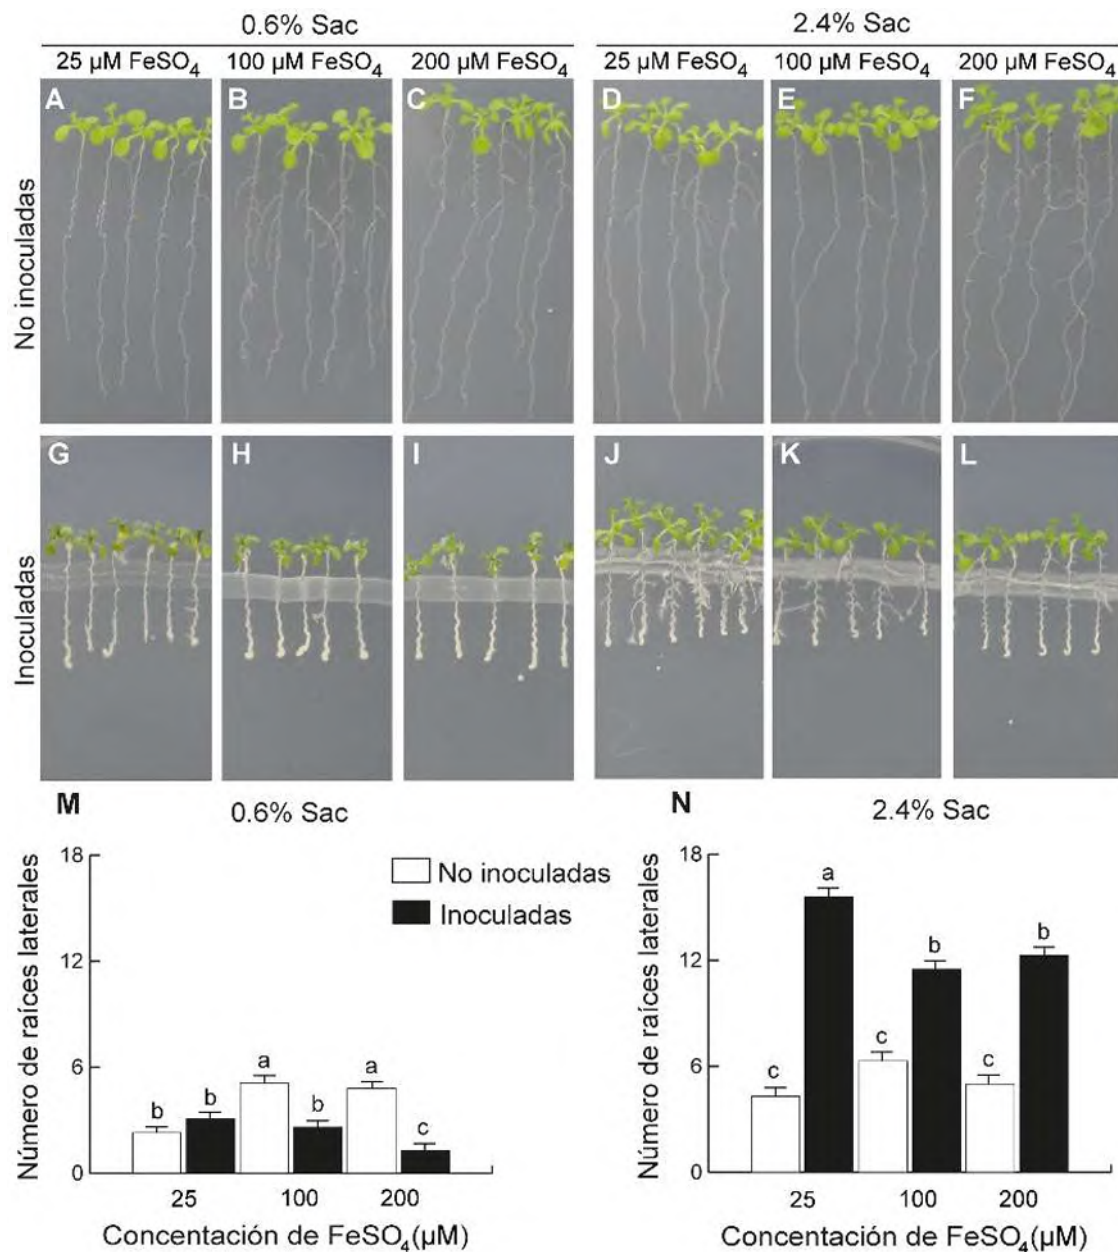 0.6% Sac 2.4% Sac
25 µM FeSO4 100 µM FeSO4 200 µM FeSO4 25 µM FeSO4 100 µM FeSO4 200 µM FeSO4
No inoculadas
A B C D E F
Inoculadas
G H I J K L
M 0.6% Sac
Número de raíces laterales
18
12
6
0
No inoculadas
Inoculadas
b b a b a c
25 100 200
Concentación de FeSO4(µM)
N 2.4% Sac
Número de raíces laterales
18
12
6
0
c a c b c b
25 100 200
Concentación de FeSO4(µM)